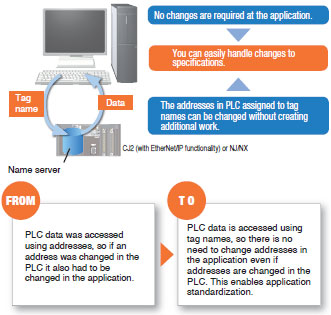 No changes are required at the application.
You can easily handle changes to
specifications.
The addresses in PLC assigned to tag
names can be changed without creating
additional work.
Tag
name
Data
CJ2 (with EtherNet/IP functionality) or NJ/NX
Name server
FROM
PLC data was accessed
using addresses, so if an
address was changed in the
PLC it also had to be
changed in the application.
TO
PLC data is accessed using
tag names, so there is no
need to change addresses in
the application even if
addresses are changed in the
PLC. This enables application
standardization.